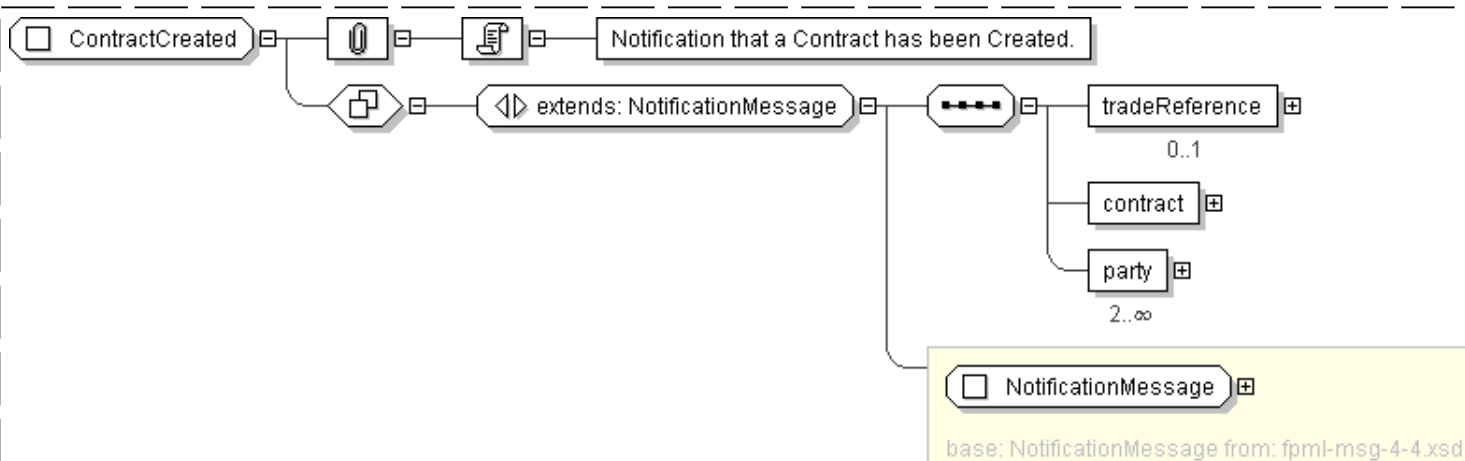 ContractCreated
Notification that a Contract has been Created.
extends: NotificationMessage
tradeReference
0..1
contract
party
2..∞
NotificationMessage
base: NotificationMessage from: fpml-msg-4-4.xsd